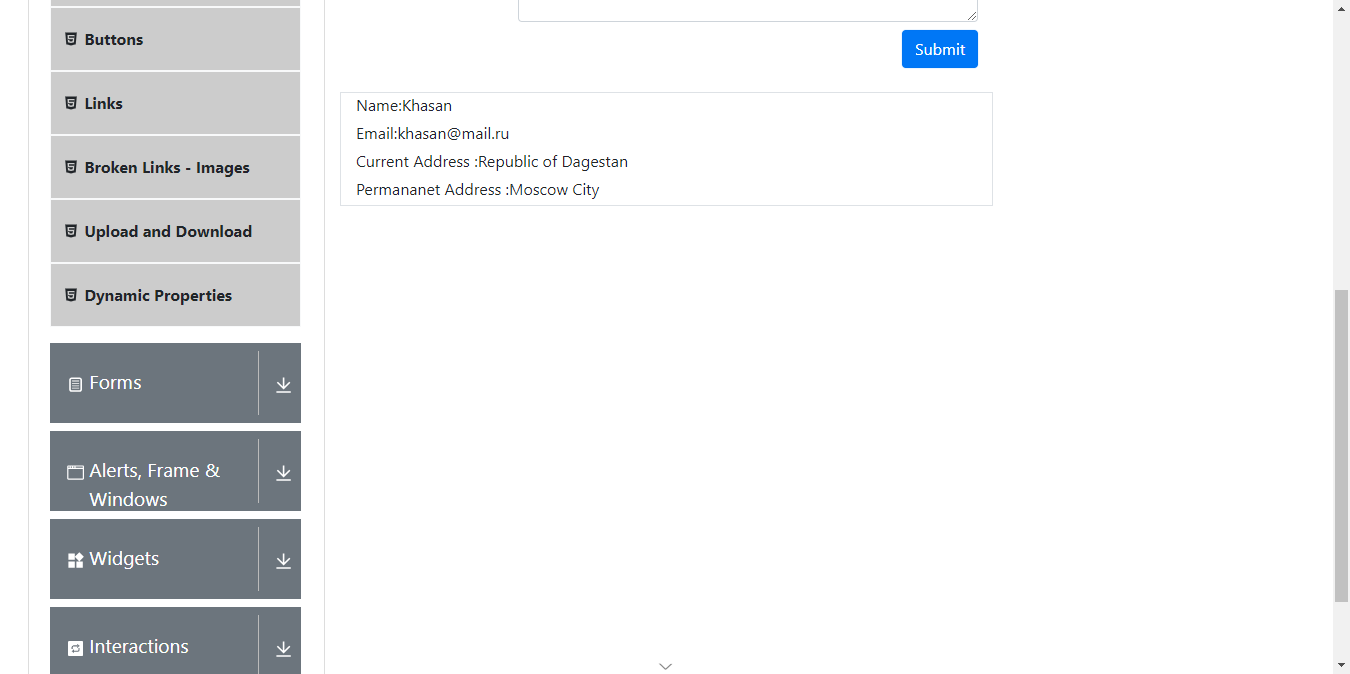 Buttons
Links
Broken Links - Images
Upload and Download
Dynamic Properties
Forms
Alerts, Frame &
Windows
Widgets
Interactions
Submit
Name:Khasan
Email:khasan@mail.ru
Current Address :Republic of Dagestan
Permananet Address :Moscow City